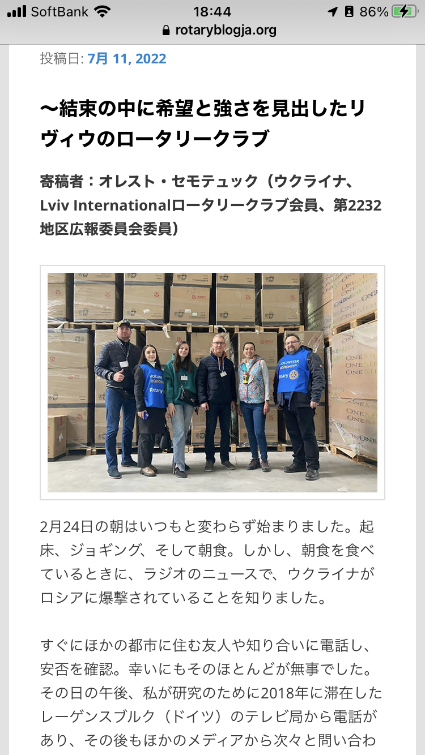 SoftBank 18:44 86%
rotaryblogja.org
投稿日: 7月 11, 2022
～結束の中に希望と強さを見出したリ
ヴィウのロータリークラブ
寄稿者：オレスト・セモテュック（ウクライナ、
Lviv Internationalロータリークラブ会員、第2232
地区広報委員会委員）
2月24日の朝はいつもと変わらず始まりました。起
床、ジョギング、そして朝食。しかし、朝食を食べ
ているときに、ラジオのニュースで、ウクライナが
ロシアに爆撃されていることを知りました。
すぐにほかの都市に住む友人や知り合いに電話し、
安否を確認。幸いにもそのほとんどが無事でした。
その日の午後、私が研究のために2018年に滞在した
レーゲンスブルク（ドイツ）のテレビ局から電話が
あり、その後もほかのメディアから次々と問い合わ